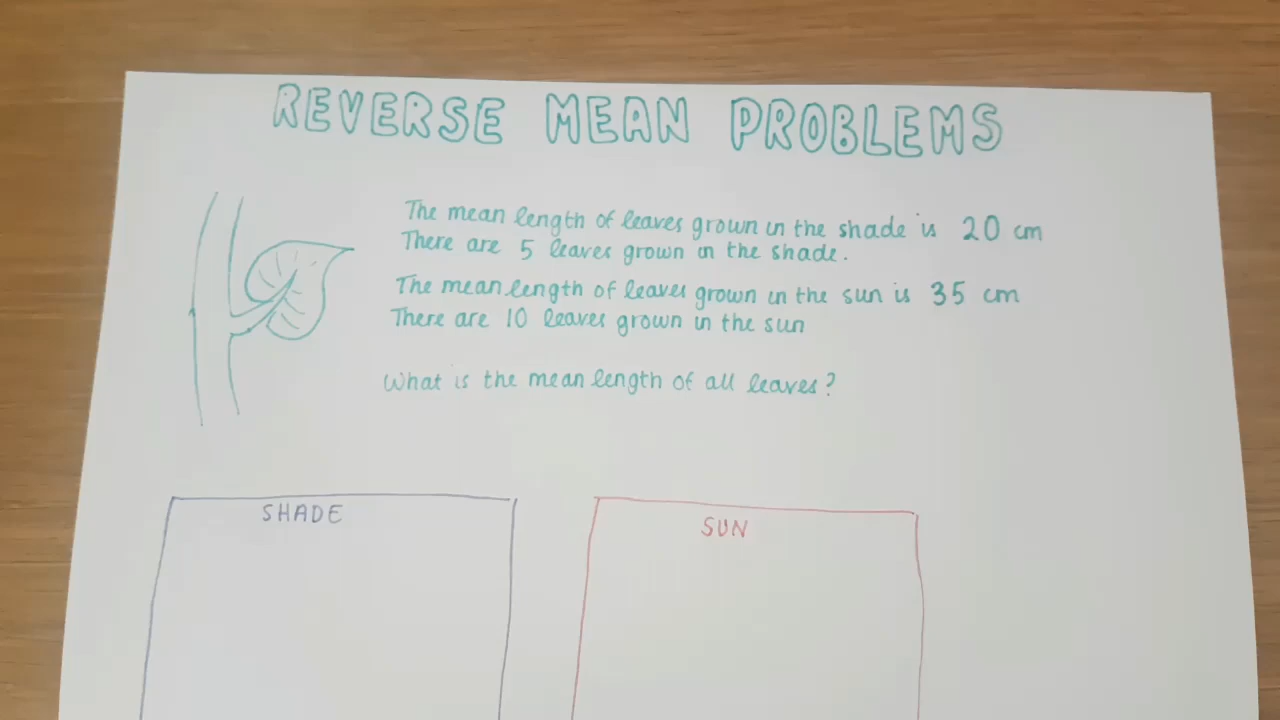 REVERSE MEAN PROBLEMS
The mean length of leaves grown in the shade is 20 cm
There are 5 leaves grown in the shade.
The mean length of leaves grown in the sun is 35 cm
There are 10 leaves grown in the sun
What is the mean length of all leaves?
SHADE
SUN